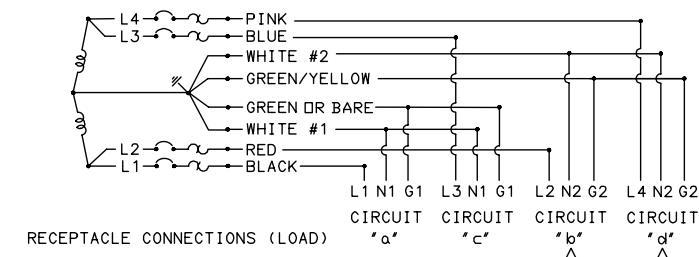 L4 PINK
L3 BLUE
WHITE #2
GREEN/YELLOW
GREEN OR BARE
WHITE #1
L2 RED
L1 BLACK
L1 N1 G1 L3 N1 G1 L2 N2 G2 L4 N2 G2
CIRCUIT CIRCUIT CIRCUIT CIRCUIT
RECEPTACLE CONNECTIONS (LOAD) "a" "c" "b" "d"